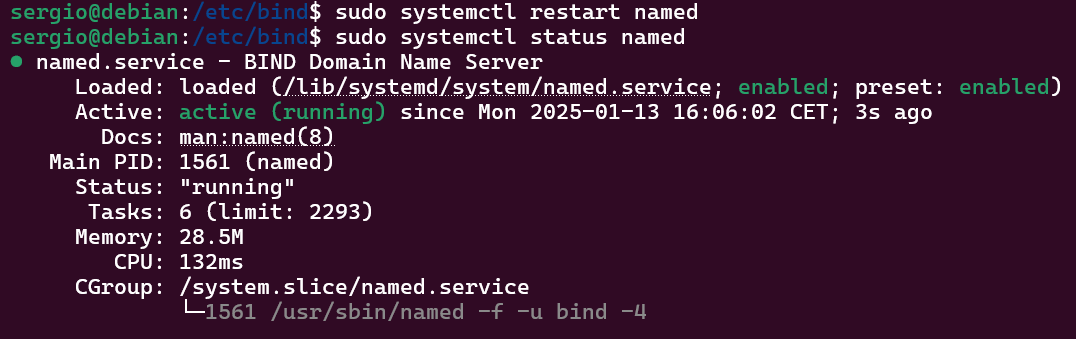 sergio@debian:/etc/bind$ sudo systemctl restart named
sergio@debian:/etc/bind$ sudo systemctl status named
● named.service - BIND Domain Name Server
     Loaded: loaded (/lib/systemd/system/named.service; enabled; preset: enabled)
     Active: active (running) since Mon 2025-01-13 16:06:02 CET; 3s ago
       Docs: man:named(8)
   Main PID: 1561 (named)
     Status: "running"
      Tasks: 6 (limit: 2293)
     Memory: 28.5M
        CPU: 132ms
     CGroup: /system.slice/named.service
             └─1561 /usr/sbin/named -f -u bind -4